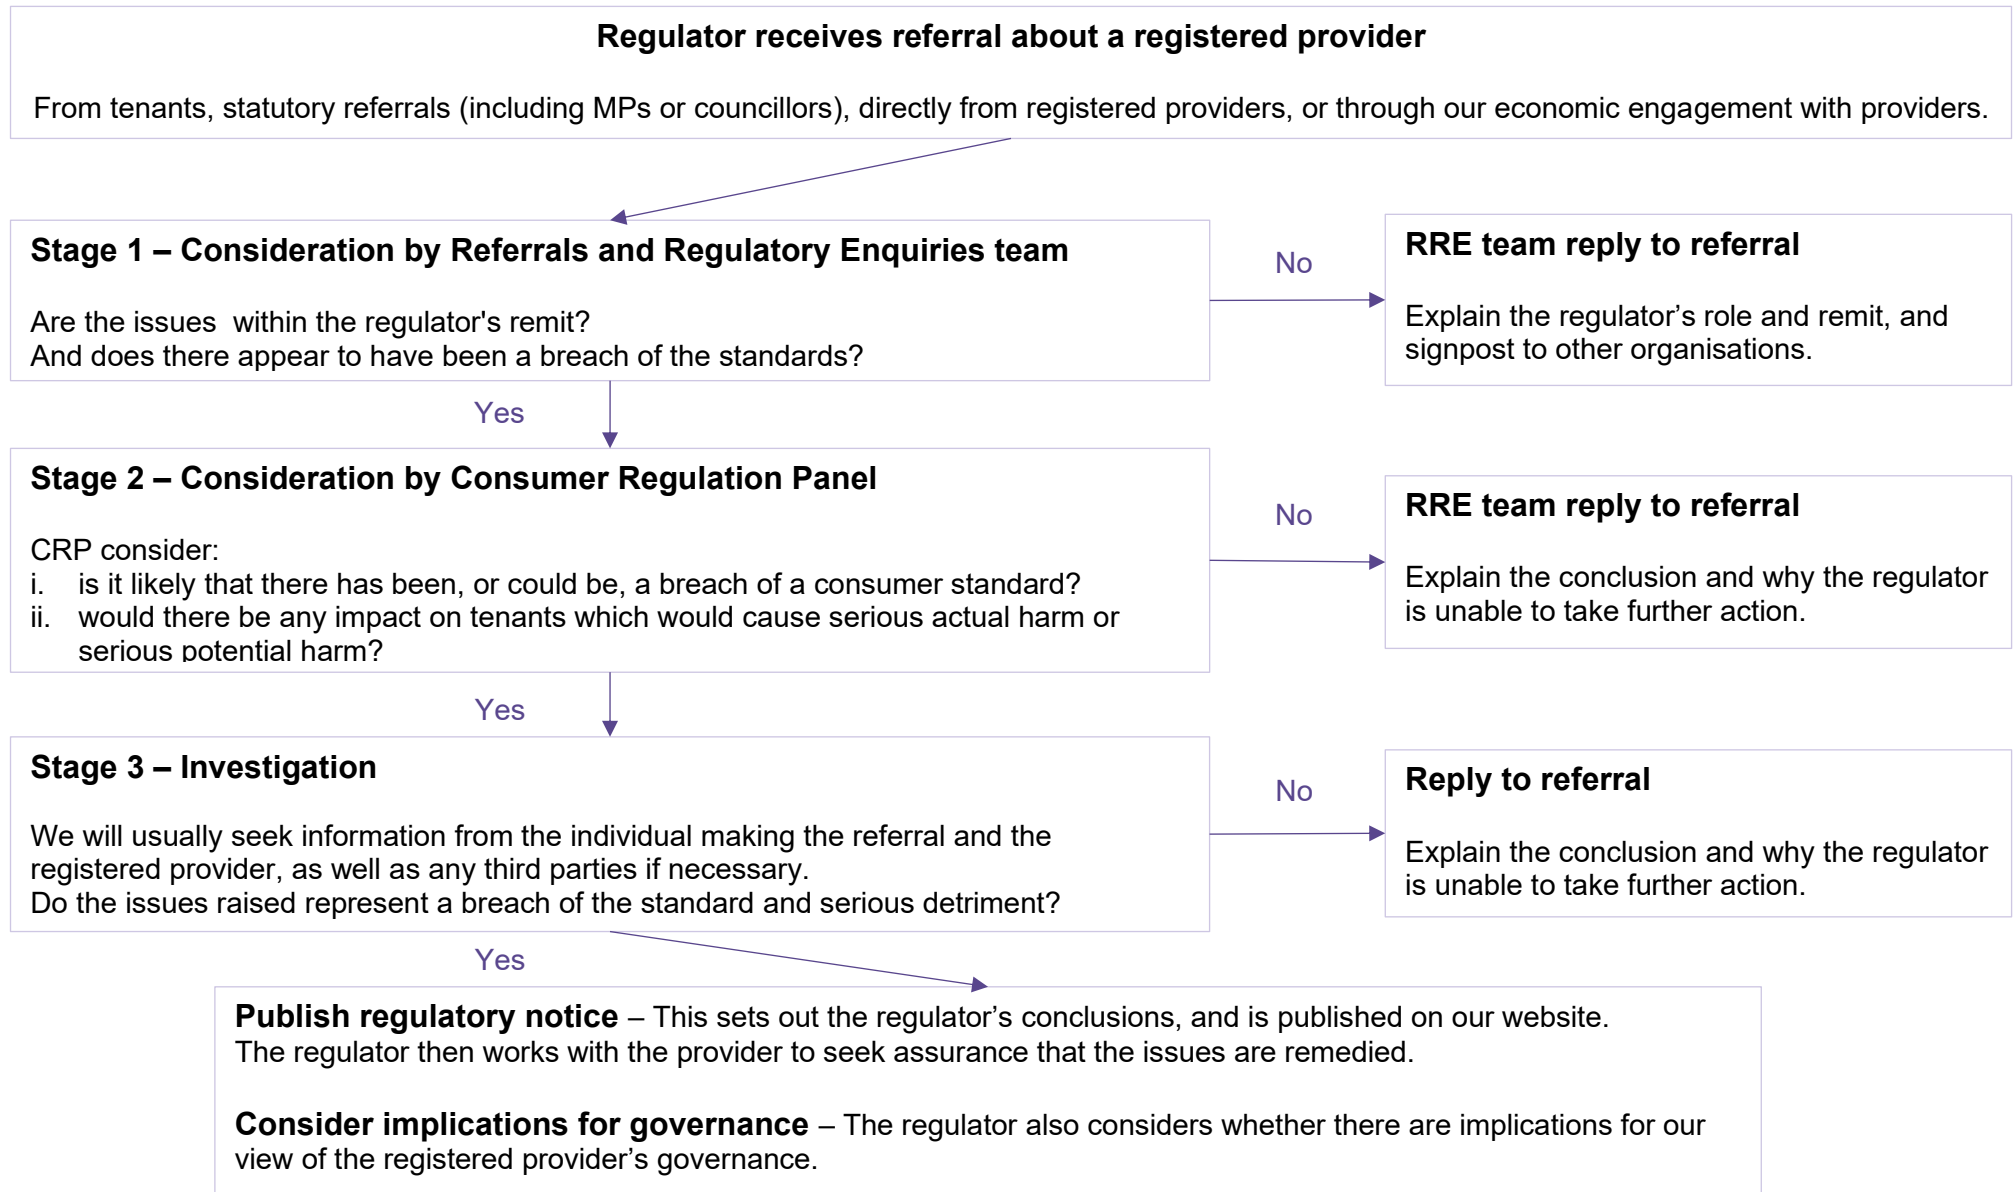 Regulator receives referral about a registered provider
From tenants, statutory referrals (including MPs or councillors), directly from registered providers, or through our economic engagement with providers.
Stage 1 – Consideration by Referrals and Regulatory Enquiries team
Are the issues  within the regulator's remit?
And does there appear to have been a breach of the standards?
No
RRE team reply to referral
Explain the regulator’s role and remit, and
signpost to other organisations.
Yes
Stage 2 – Consideration by Consumer Regulation Panel
CRP consider:
i. is it likely that there has been, or could be, a breach of a consumer standard?
ii. would there be any impact on tenants which would cause serious actual harm or
serious potential harm?
No
RRE team reply to referral
Explain the conclusion and why the regulator
is unable to take further action.
Yes
Stage 3 – Investigation
We will usually seek information from the individual making the referral and the
registered provider, as well as any third parties if necessary.
Do the issues raised represent a breach of the standard and serious detriment?
No
Reply to referral
Explain the conclusion and why the regulator
is unable to take further action.
Yes
Publish regulatory notice – This sets out the regulator’s conclusions, and is published on our website.
The regulator then works with the provider to seek assurance that the issues are remedied.
Consider implications for governance – The regulator also considers whether there are implications for our
view of the registered provider’s governance.